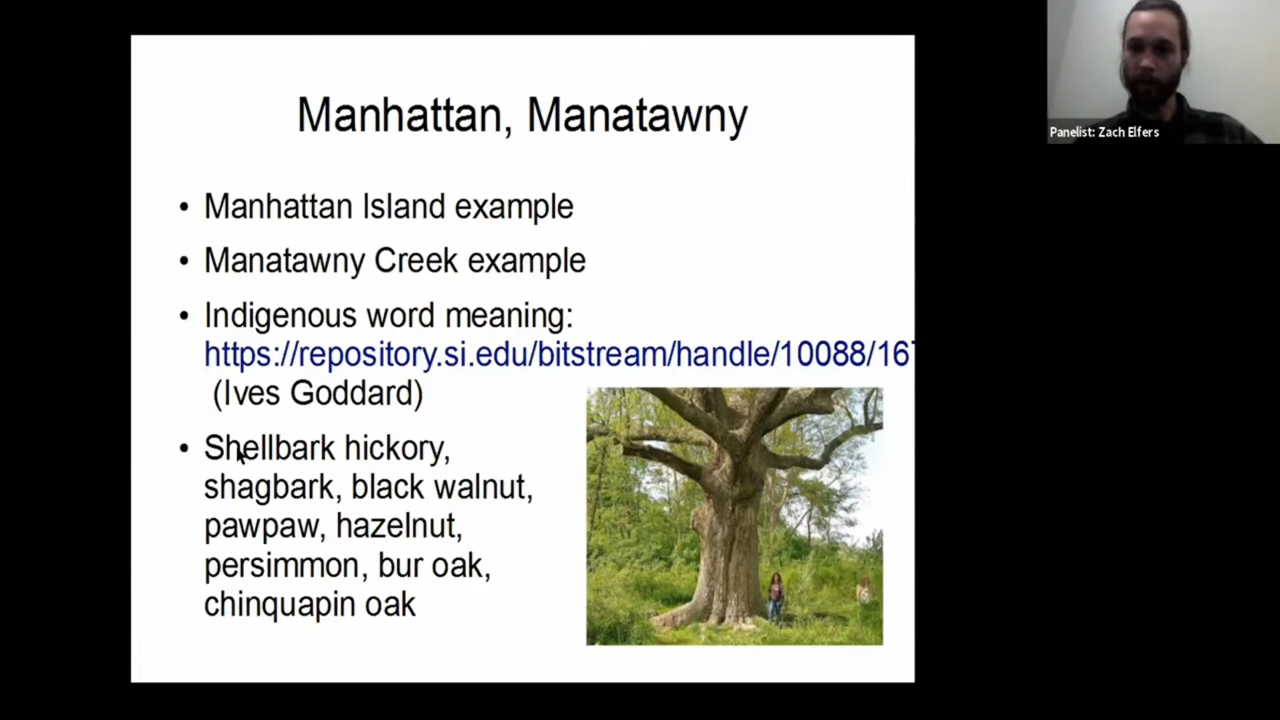 Manhattan, Manatawny
• Manhattan Island example
• Manatawny Creek example
• Indigenous word meaning:
https://repository.si.edu/bitstream/handle/10088/16
(Ives Goddard)
• Shellbark hickory,
shagbark, black walnut,
pawpaw, hazelnut,
persimmon, bur oak,
chinquapin oak
Panelist: Zach Elfers